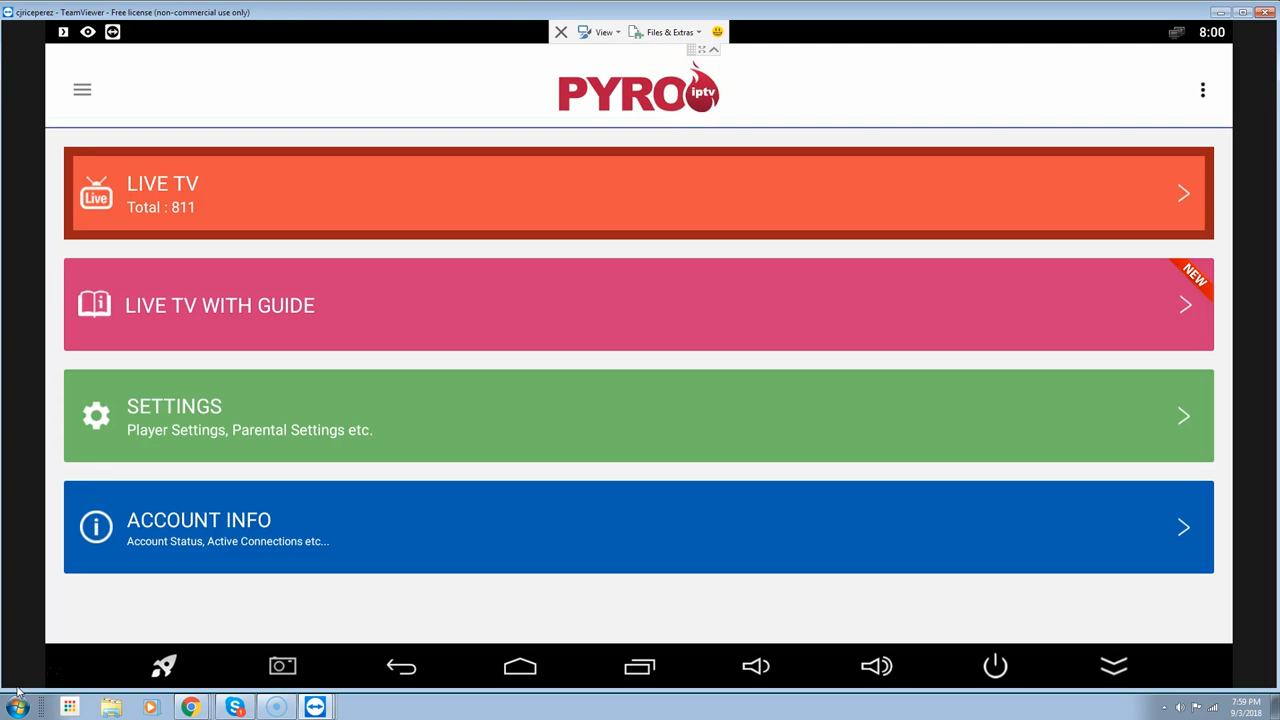 cjriceperez - TeamViewer - Free license (non-commercial use only)
View
Files & Extras
8:00
PYRO iptv
Live
LIVE TV
Total : 811
NEW
LIVE TV WITH GUIDE
SETTINGS
Player Settings, Parental Settings etc.
ACCOUNT INFO
Account Status, Active Connections etc...
7:59 PM
9/3/2018